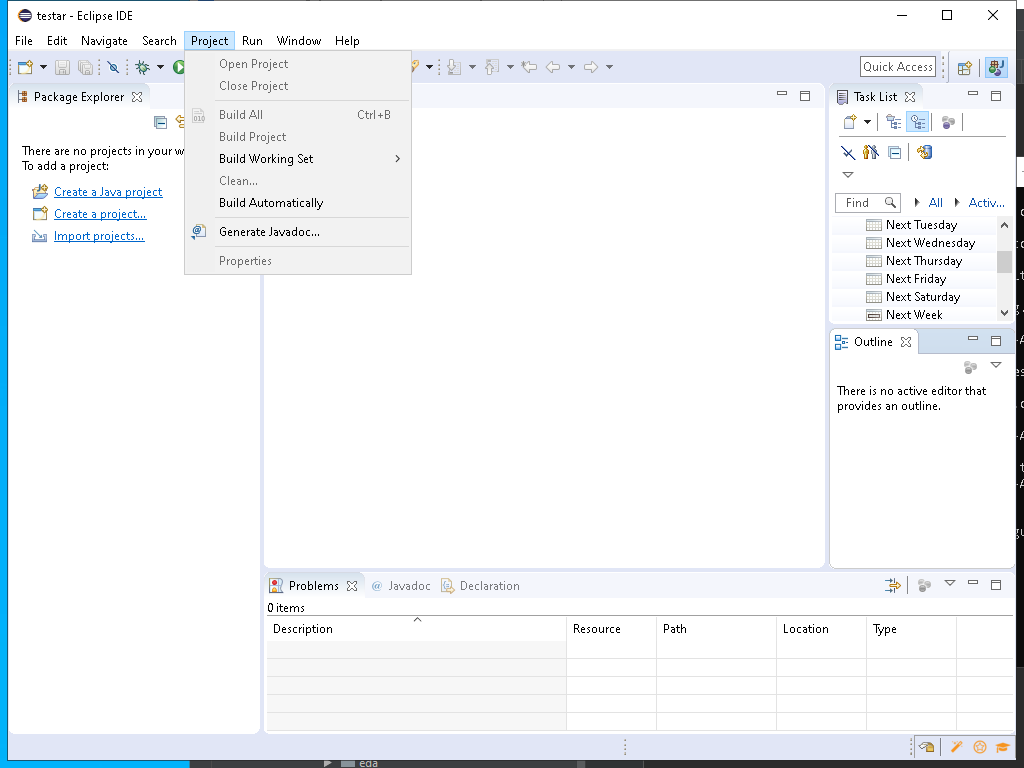 testar - Eclipse IDE
File Edit Navigate Search Project Run Window Help
Quick Access
Open Project
Close Project
Build All Ctrl+B
Build Project
Build Working Set
Clean...
Build Automatically
Generate Javadoc...
Properties
Package Explorer
There are no projects in your w
To add a project:
Create a Java project
Create a project...
Import projects...
Task List
Find All Activ...
Next Tuesday
Next Wednesday
Next Thursday
Next Friday
Next Saturday
Next Week
Outline
There is no active editor that
provides an outline.
Problems @ Javadoc Declaration
0 items
Description Resource Path Location Type
eda